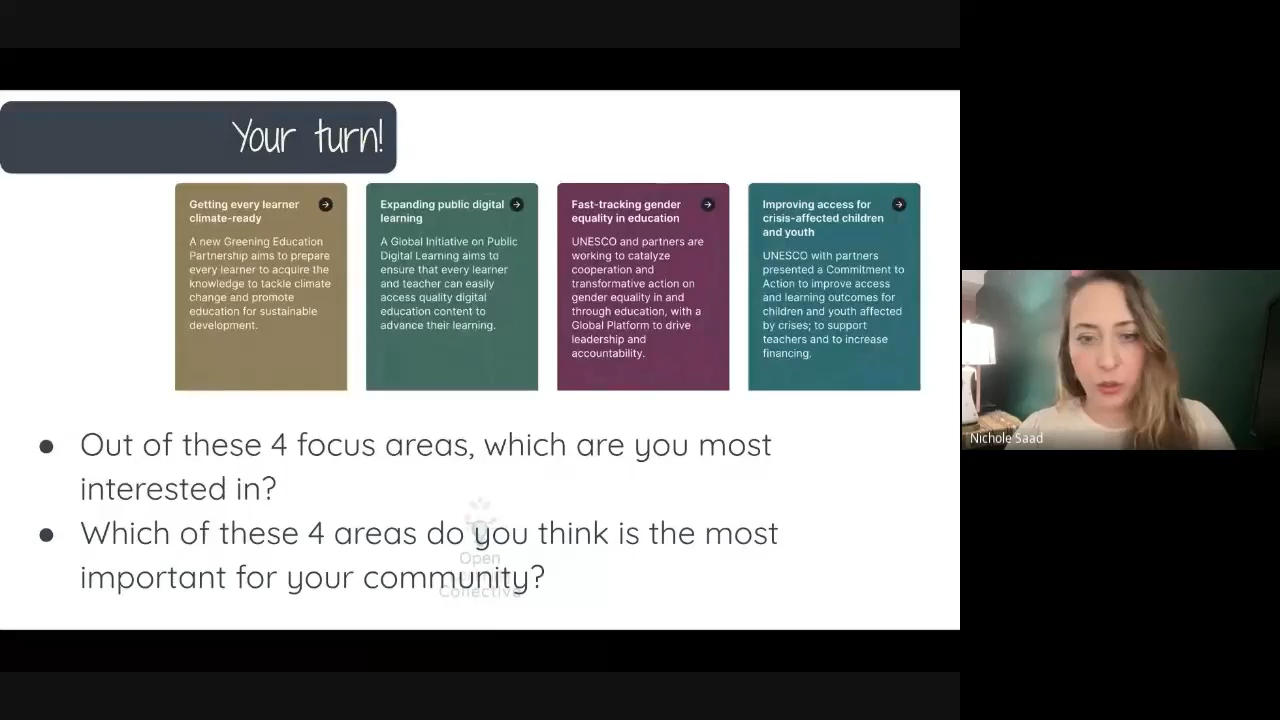 Your turn!
Getting every learner
climate-ready
A new Greening Education
Partnership aims to prepare
every learner to acquire the
knowledge to tackle climate
change and promote
education for sustainable
development.
Expanding public digital
learning
A Global Initiative on Public
Digital Learning aims to
ensure that every learner
and teacher can easily
access quality digital
education content to
advance their learning.
Fast-tracking gender
equality in education
UNESCO and partners are
working to catalyze
cooperation and
transformative action on
gender equality in and
through education, with a
Global Platform to drive
leadership and
accountability.
Improving access for
crisis-affected children
and youth
UNESCO with partners
presented a Commitment to
Action to improve access
and learning outcomes for
children and youth affected
by crises; to support
teachers and to increase
financing.
● Out of these 4 focus areas, which are you most
interested in?
● Which of these 4 areas do you think is the most
important for your community?
Open
Collective
Nichole Saad